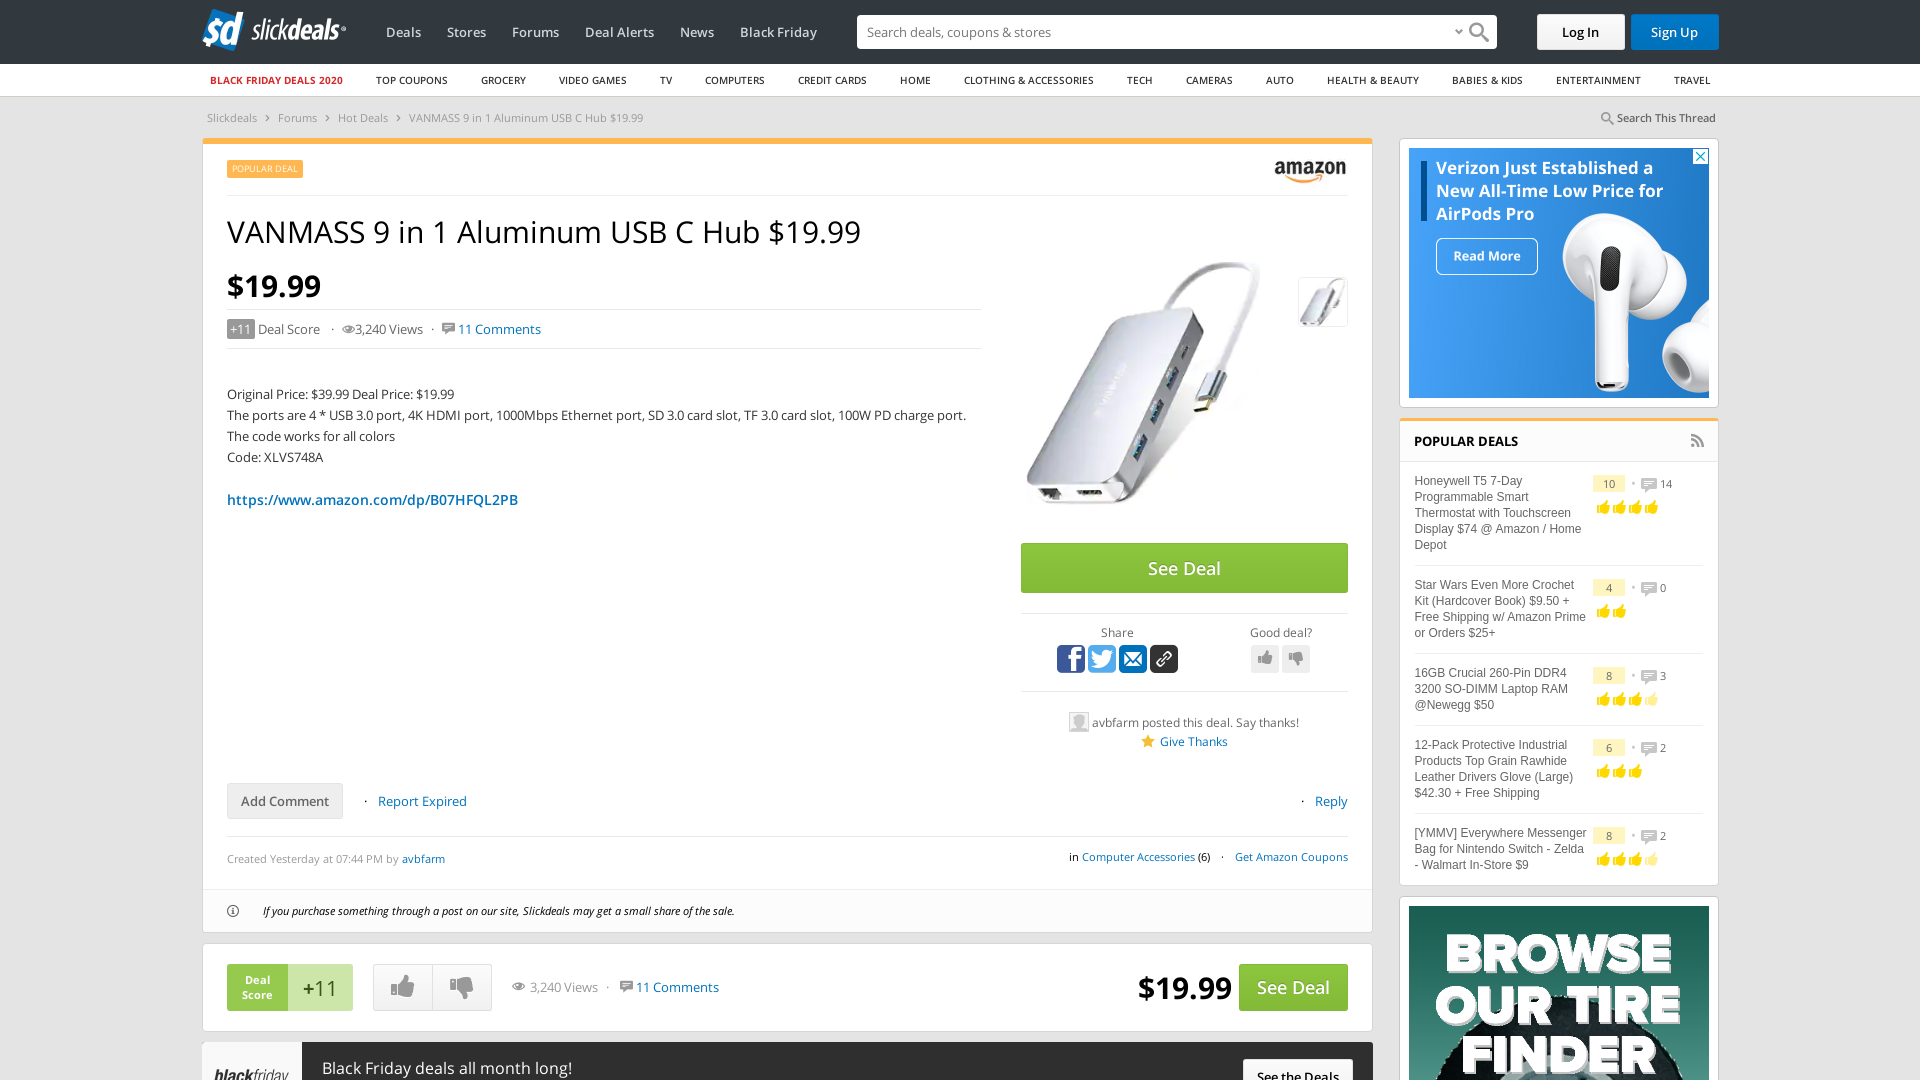 sd slickdeals
Deals Stores Forums Deal Alerts News Black Friday
Search deals, coupons & shopping
Log In Sign Up
BLACK FRIDAY DEALS 2020 TOP COUPONS GROCERY VIDEO GAMES TV COMPUTERS CREDIT CARDS HOME CLOTHING & ACCESSORIES TECH CAMERAS AUTO HEALTH & BEAUTY BABIES & KIDS ENTERTAINMENT TRAVEL
Slickdeals > Forums > Hot Deals > VANMASS 9 in 1 Aluminum USB C Hub $19.99
Search This Thread
POPULAR DEAL
amazon
VANMASS 9 in 1 Aluminum USB C Hub $19.99
$19.99
+11 Deal Score · 3,240 Views · 11 Comments
Original Price: $39.99 Deal Price: $19.99
The ports are 4 * USB 3.0 port, 4K HDMI port, 1000Mbps Ethernet port, SD 3.0 card slot, TF 3.0 card slot, 100W PD charge port.
The code works for all colors
Code: XLVS748A
https://www.amazon.com/dp/B07HFQL2PB
See Deal
Share Good deal?
avbfarm posted this deal. Say thanks!
Give Thanks
Add Comment · Report Expired · Reply
Created Yesterday at 07:44 PM by avbfarm
in Computer Accessories (6) · Get Amazon Coupons
If you purchase something through a post on our site, Slickdeals may get a small share of the sale.
Deal
Score
+11
3,240 Views · 11 Comments
$19.99 See Deal
blackfriday
Black Friday deals all month long!
See the Deals
Verizon Just Established a
New All-Time Low Price for
AirPods Pro
Read More
POPULAR DEALS
Honeywell T5 7-Day
Programmable Smart
Thermostat with Touchscreen
Display $74 @ Amazon / Home
Depot
10 · 14
Star Wars Even More Crochet
Kit (Hardcover Book) $9.50 +
Free Shipping w/ Amazon Prime
or Orders $25+
4 · 0
16GB Crucial 260-Pin DDR4
3200 SO-DIMM Laptop RAM
@Newegg $50
8 · 3
12-Pack Protective Industrial
Products Top Grain Rawhide
Leather Drivers Glove (Large)
$42.30 + Free Shipping
6 · 2
[YMMV] Everywhere Messenger
Bag for Nintendo Switch - Zelda
- Walmart In-Store $9
8 · 2
BROWSE
OUR TIRE
FINDER